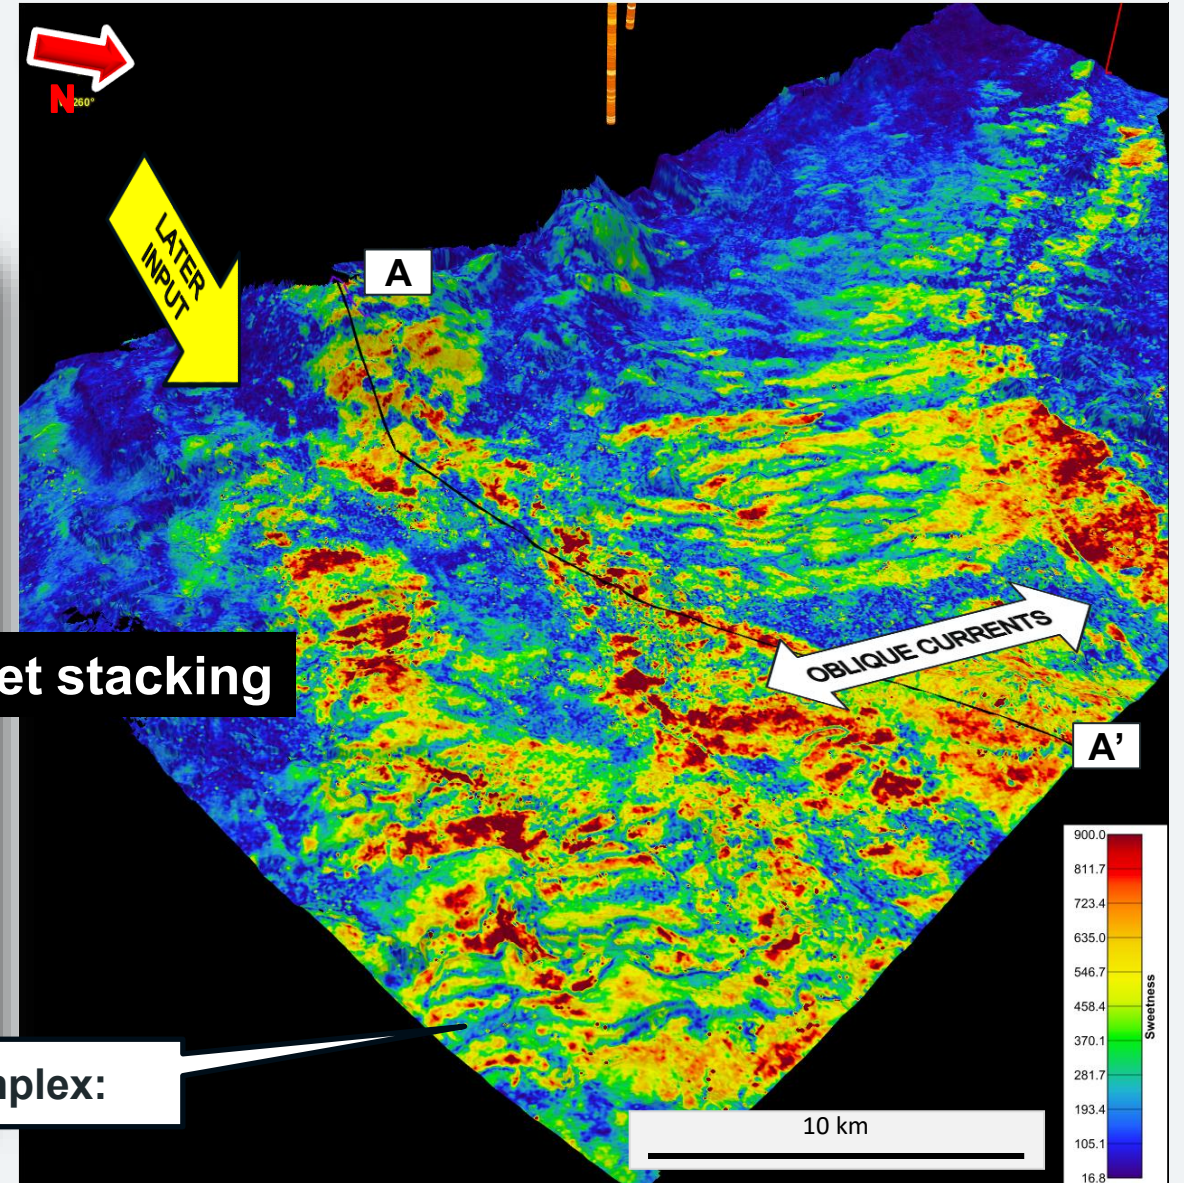 N 260°
LATER
INPUT
A
et stacking
OBLIQUE CURRENTS
A’
900.0
811.7
723.4
635.0
546.7
458.4
370.1
281.7
193.4
105.1
16.8
Sweetness
nplex:
10 km